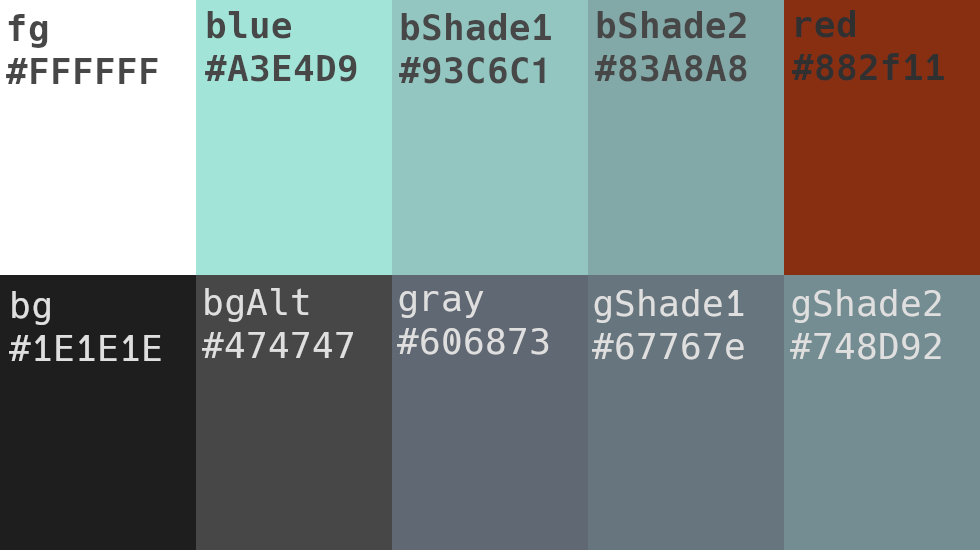 fg
#FFFFFF
blue
#A3E4D9
bShade1
#93C6C1
bShade2
#83A8A8
red
#882f11
bg
#1E1E1E
bgAlt
#474747
gray
#606873
gShade1
#67767e
gShade2
#748D92